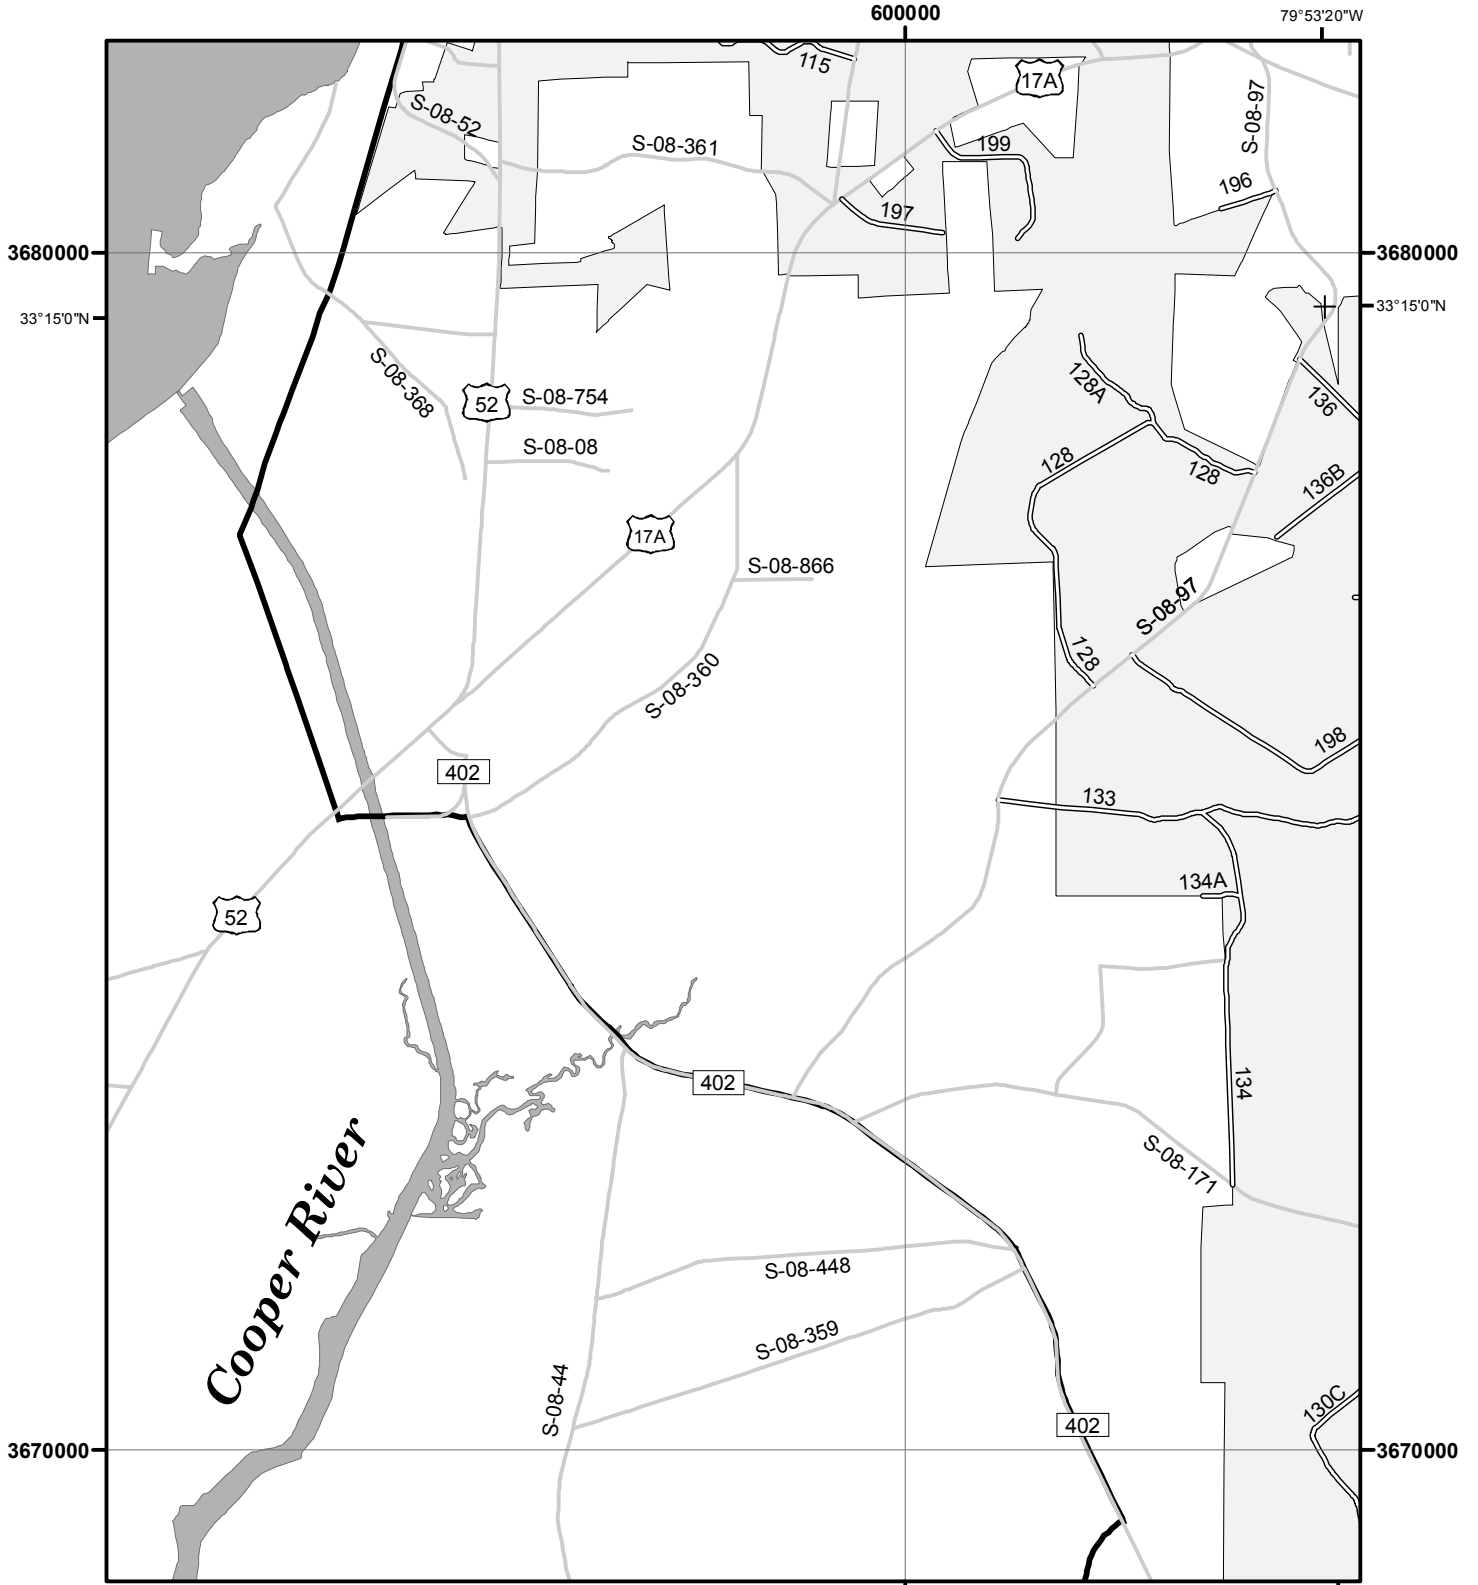 600000
79°53'20"W
115
17A
S-08-52
S-08-97
S-08-361
199
196
197
3680000
3680000
33°15'0"N
33°15'0"N
S-08-368
128A
52
S-08-754
136
S-08-08
128
128
136B
17A
S-08-866
S-08-97
128
S-08-360
198
402
133
134A
52
402
134
Cooper River
S-08-171
S-08-448
S-08-359
S-08-44
130C
402
3670000
3670000